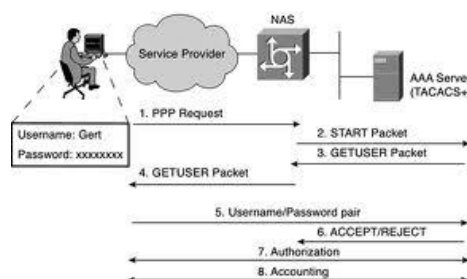 NAS
Service Provider
AAA Serve
(TACACS+
1. PPP Request
Username: Gert
Password: xxxxxxxx
2. START Packet
3. GETUSER Packet
4. GETUSER Packet
5. Username/Password pair
6. ACCEPT/REJECT
7. Authorization
8. Accounting